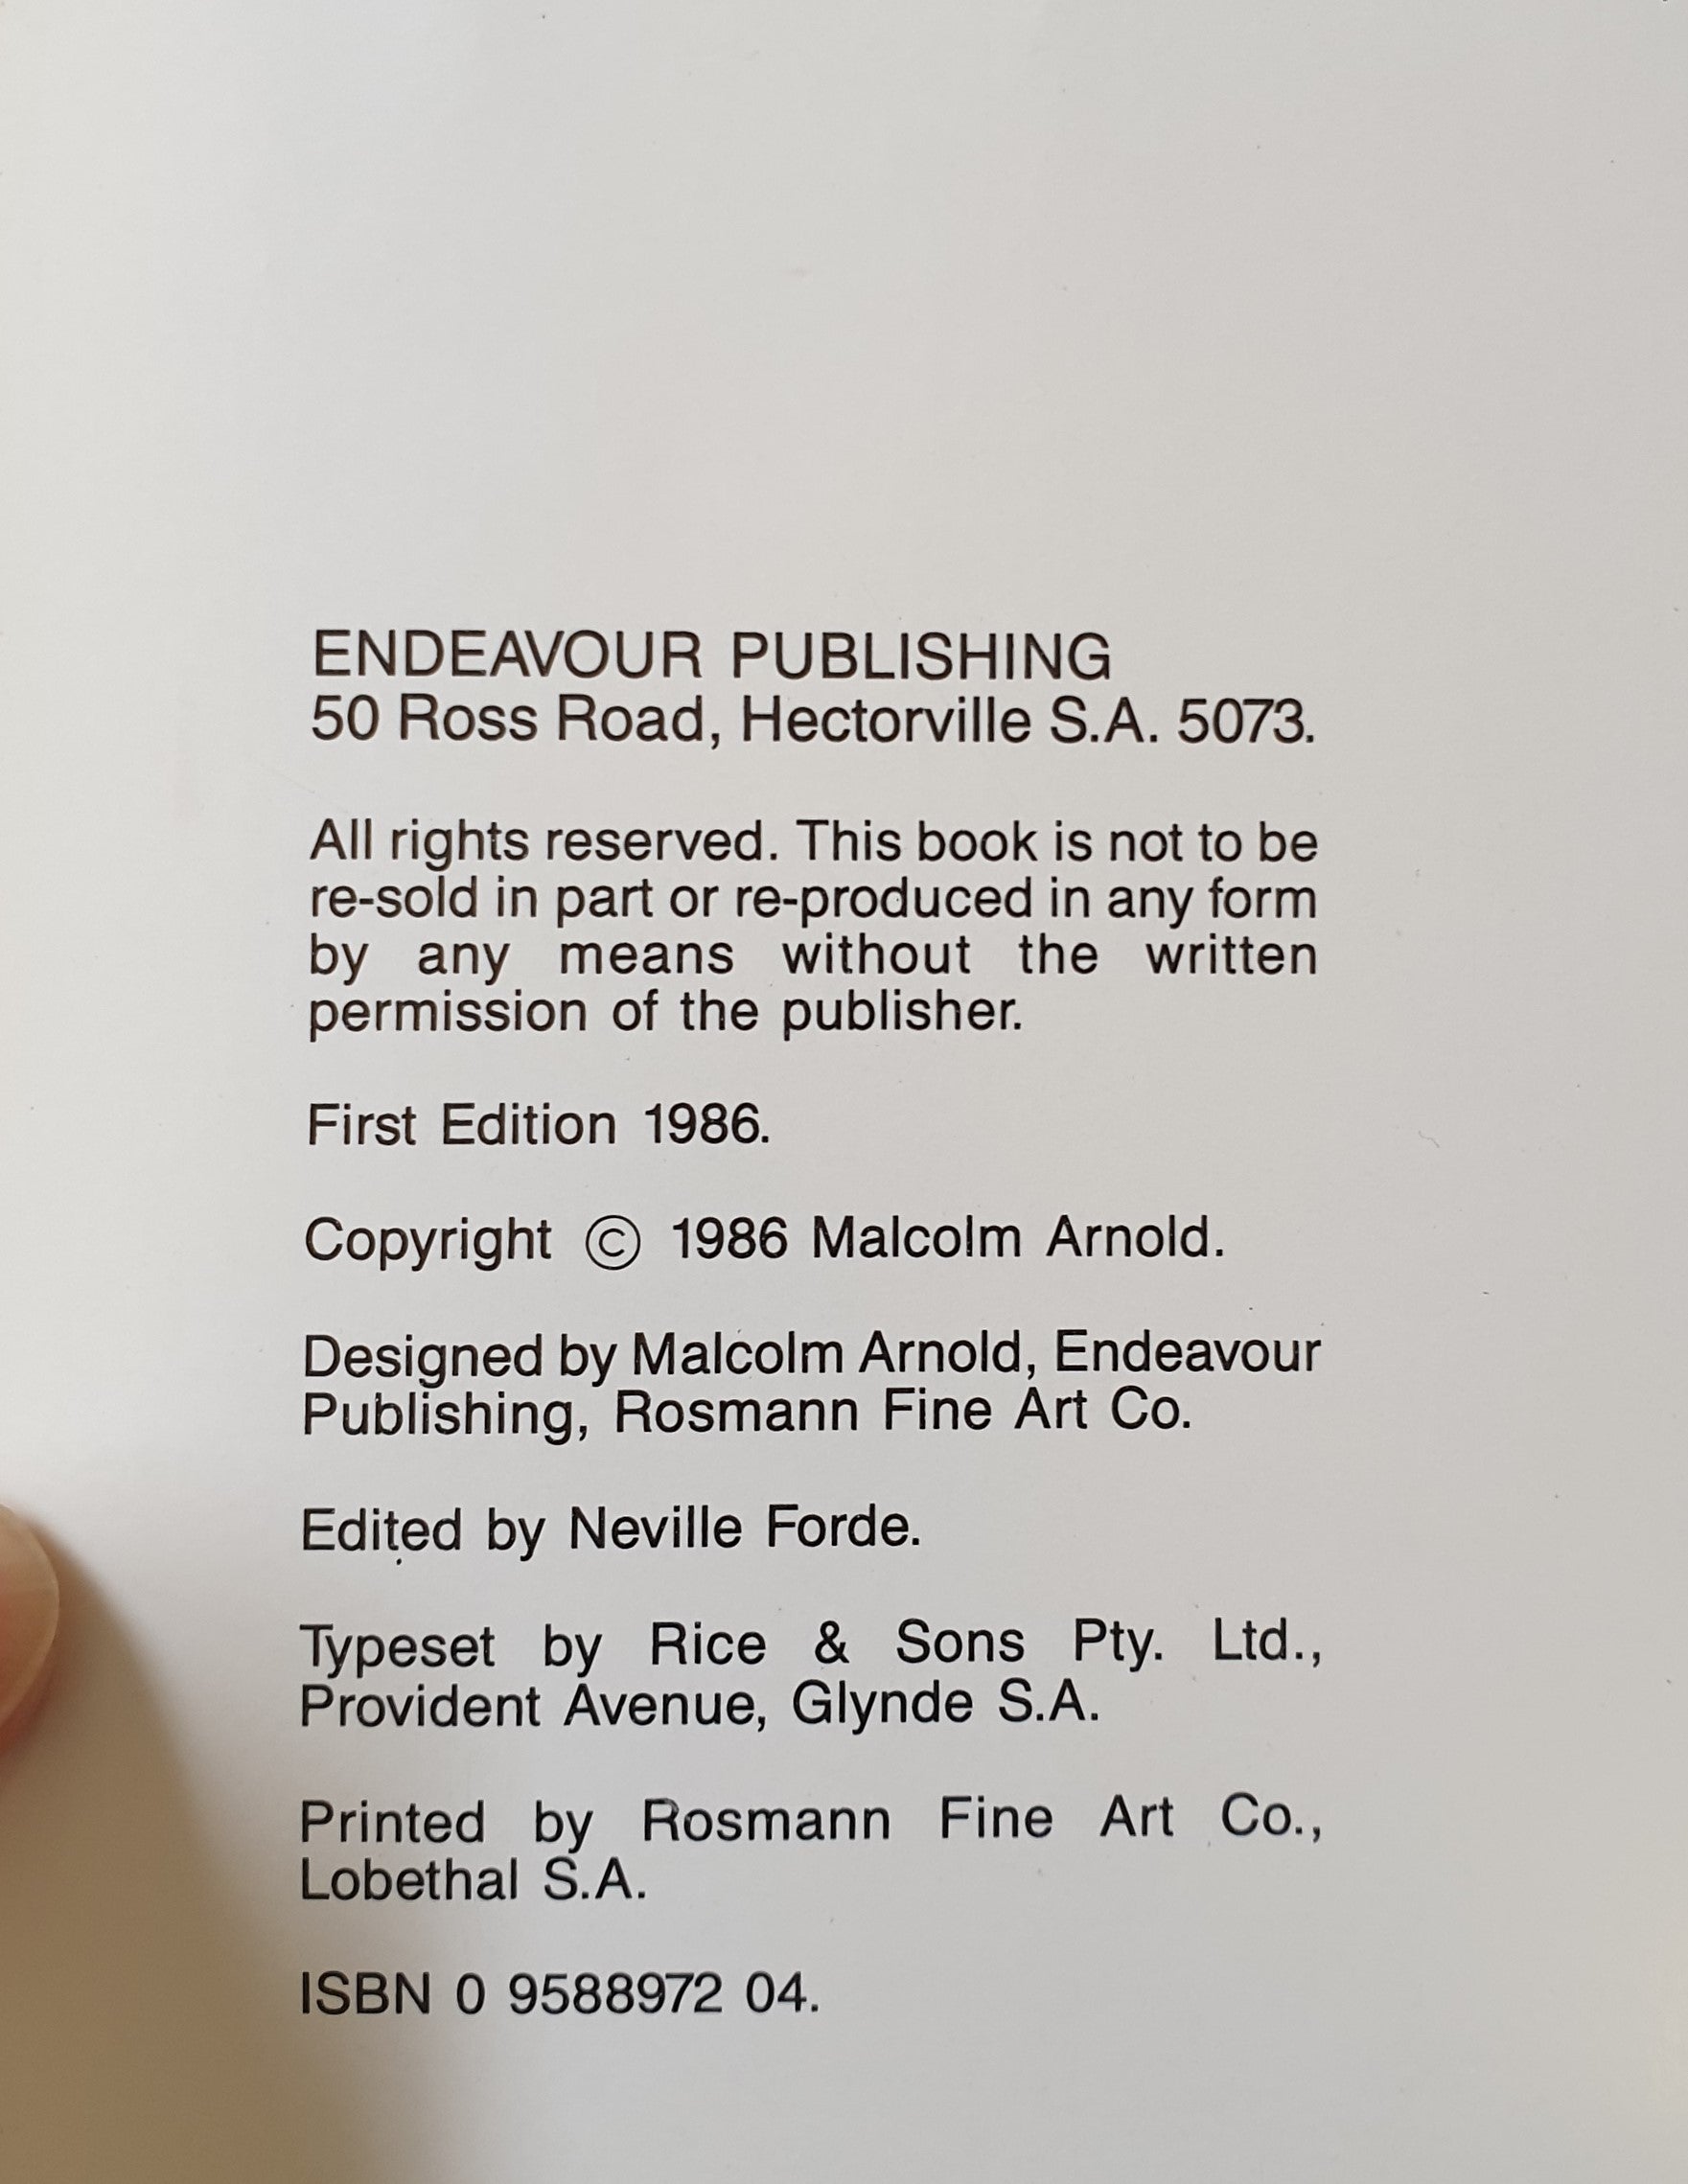 ENDEAVOUR PUBLISHING
50 Ross Road, Hectorville S.A. 5073.
All rights reserved. This book is not to be
re-sold in part or re-produced in any form
by any means without the written
permission of the publisher.
First Edition 1986.
Copyright © 1986 Malcolm Arnold.
Designed by Malcolm Arnold, Endeavour
Publishing, Rosmann Fine Art Co.
Edited by Neville Forde.
Typeset by Rice & Sons Pty. Ltd.,
Provident Avenue, Glynde S.A.
Printed by Rosmann Fine Art Co.,
Lobethal S.A.
ISBN 0 9588972 04.